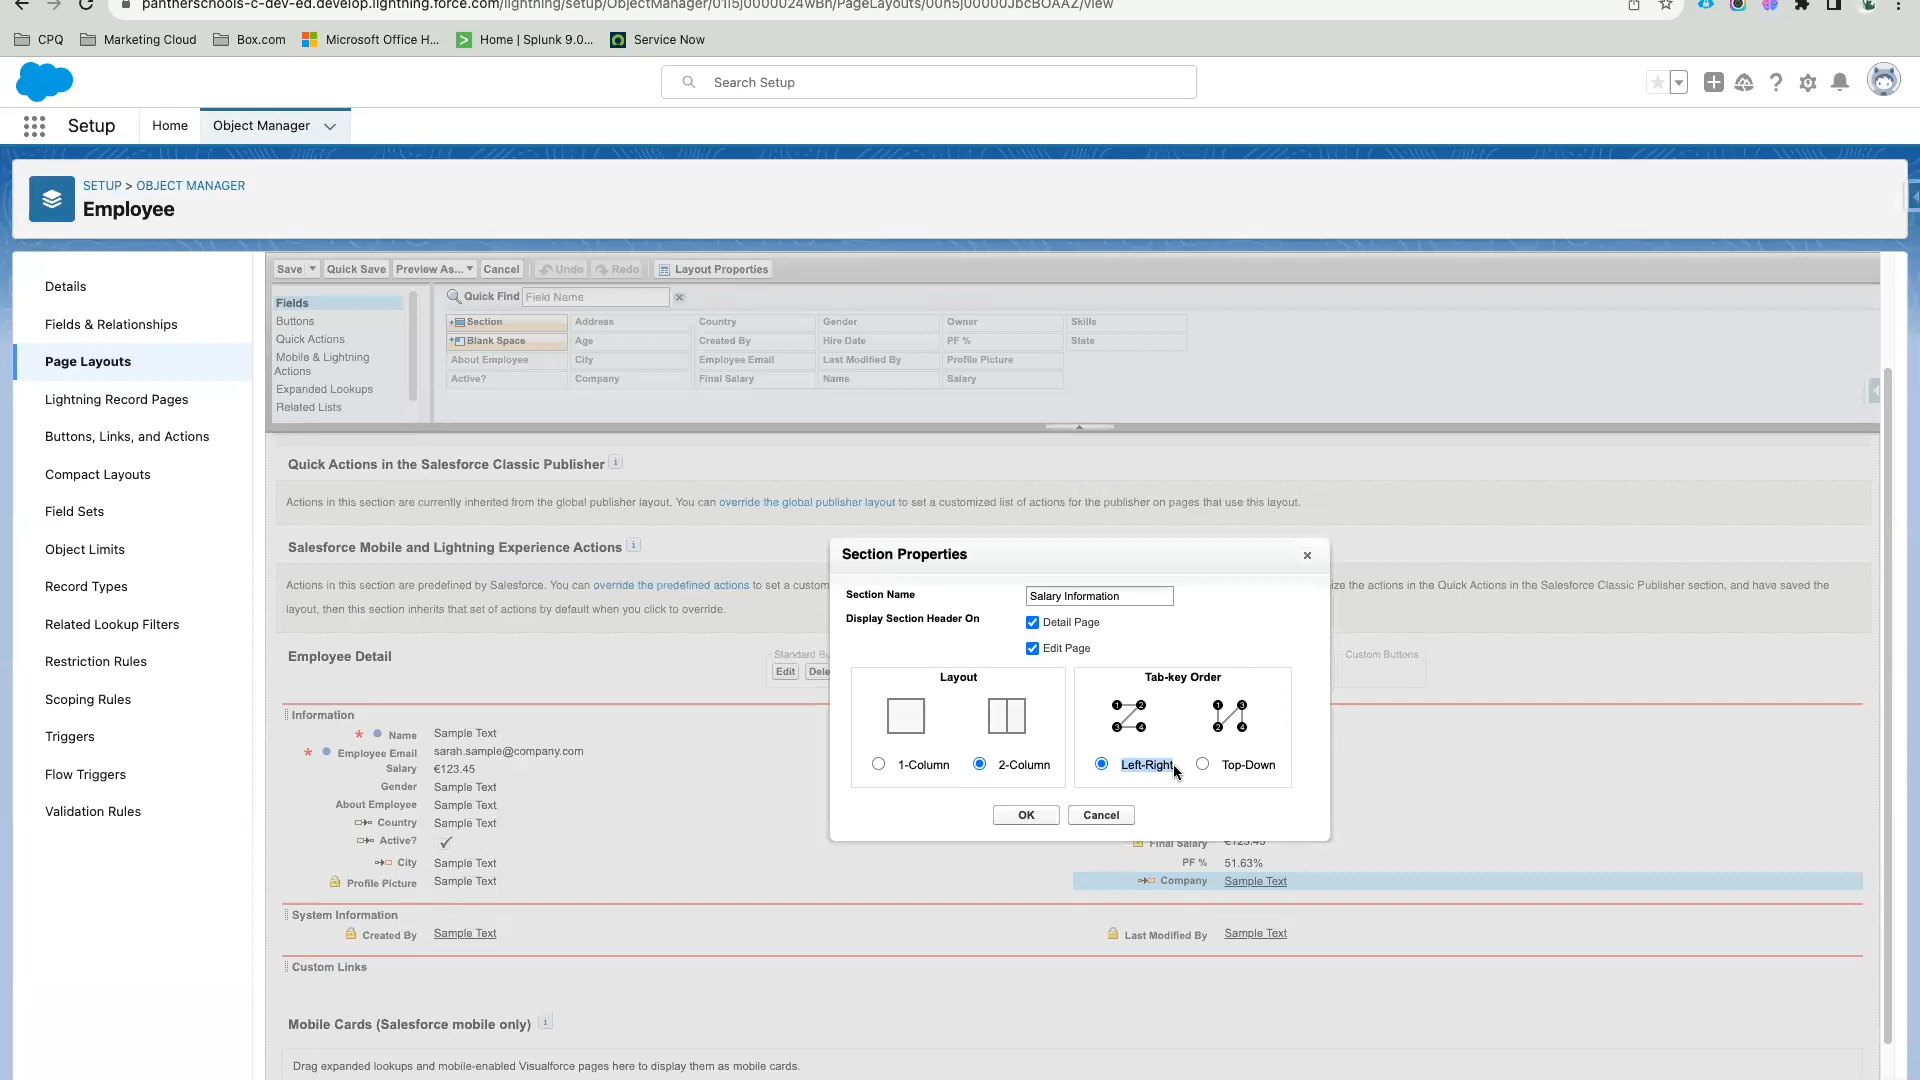 pantherschools-c-dev-ed.develop.lightning.force.com/lightning/setup/ObjectManager/01I5j0000024wBn/PageLayouts/00h5j00000JbcBOAAZ/view
CPQ
Marketing Cloud
Box.com
Microsoft Office H...
Home | Splunk 9.0...
Service Now
Search Setup
Setup
Home
Object Manager
SETUP > OBJECT MANAGER
Employee
Details
Fields & Relationships
Page Layouts
Lightning Record Pages
Buttons, Links, and Actions
Compact Layouts
Field Sets
Object Limits
Record Types
Related Lookup Filters
Restriction Rules
Scoping Rules
Triggers
Flow Triggers
Validation Rules
Save Quick Save Preview As... Cancel Undo Redo Layout Properties
Fields
Buttons
Quick Actions
Mobile & Lightning
Actions
Expanded Lookups
Related Lists
Quick Find Field Name
Section Address Country Gender Owner Skills
Blank Space Age Created By Hire Date PF % State
About Employee City Employee Email Last Modified By Profile Picture
Active? Company Final Salary Name Salary
Quick Actions in the Salesforce Classic Publisher
Actions in this section are currently inherited from the global publisher layout. You can override the global publisher layout to set a customized list of actions for the publisher on pages that use this layout.
Salesforce Mobile and Lightning Experience Actions
Actions in this section are predefined by Salesforce. You can override the predefined actions to set a custom
ize the actions in the Quick Actions in the Salesforce Classic Publisher section, and have saved the
layout, then this section inherits that set of actions by default when you click to override.
Employee Detail
Standard Bu
Edit Dele
Custom Buttons
Information
* Name Sample Text
* Employee Email sarah.sample@company.com
Salary €123.45
Gender Sample Text
About Employee Sample Text
Country Sample Text
Active?
City Sample Text
Profile Picture Sample Text
Final Salary €123.45
PF % 51.63%
Company Sample Text
System Information
Created By Sample Text
Last Modified By Sample Text
Custom Links
Mobile Cards (Salesforce mobile only)
Drag expanded lookups and mobile-enabled Visualforce pages here to display them as mobile cards.
Section Properties
Section Name Salary Information
Display Section Header On Detail Page
Edit Page
Layout
1-Column 2-Column
Tab-key Order
1 2
3 4
1 3
2 4
Left-Right Top-Down
OK Cancel